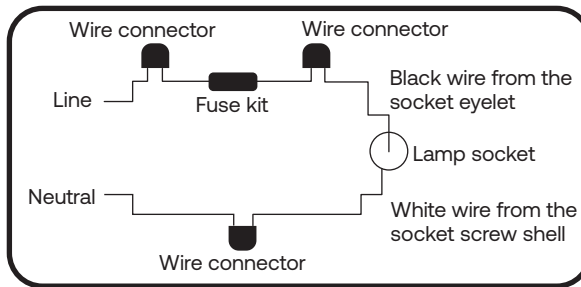 Wire connector
Wire connector
Line
Fuse kit
Black wire from the
socket eyelet
Lamp socket
Neutral
White wire from the
socket screw shell
Wire connector